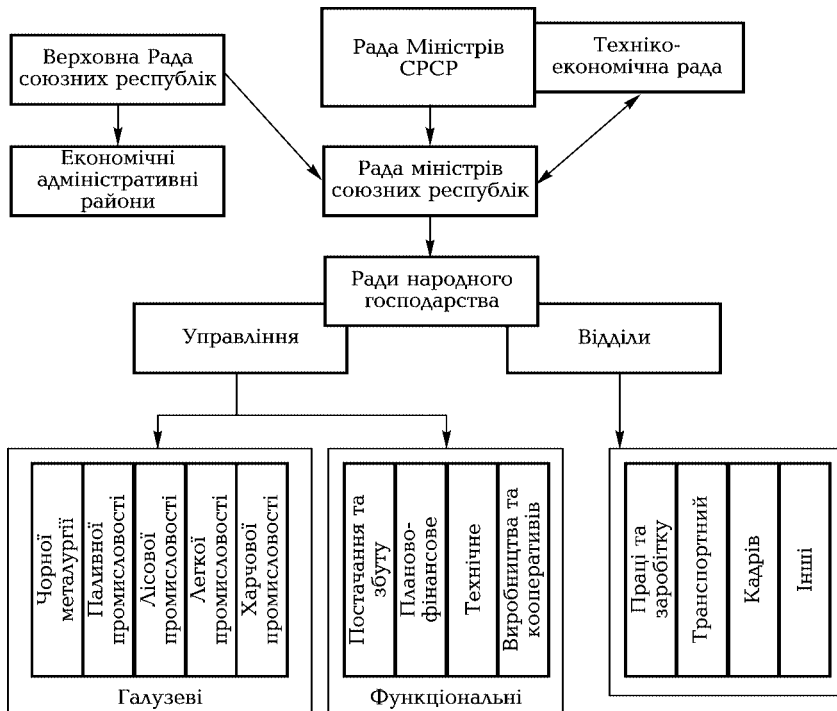 Верховна Рада
союзних республік
Рада Міністрів
СРСР
Техніко-
економічна рада
Економічні
адміністративні
райони
Рада міністрів
союзних республік
Ради народного
господарства
Управління
Відділи
Чорної
металургії
Паливної
промисловості
Лісової
промисловості
Легкої
промисловості
Харчової
промисловості
Галузеві
Постачання та
збуту
Планово-
фінансове
Технічне
Виробництва та
кооперативів
Функціональні
Праці та
заробітку
Транспортний
Кадрів
Інші